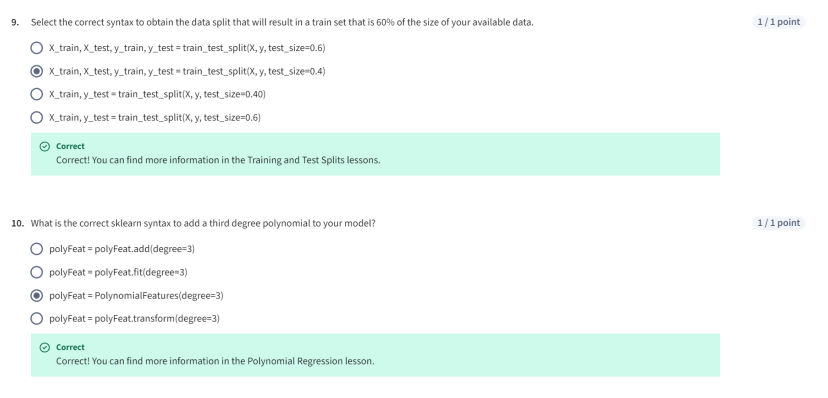 9. Select the correct syntax to obtain the data split that will result in a train set that is 60% of the size of your available data.
1 / 1 point
X_train, X_test, y_train, y_test = train_test_split(X, y, test_size=0.6)
X_train, X_test, y_train, y_test = train_test_split(X, y, test_size=0.4)
X_train, y_test = train_test_split(X, y, test_size=0.40)
X_train, y_test = train_test_split(X, y, test_size=0.6)
Correct
Correct! You can find more information in the Training and Test Splits lessons.
10. What is the correct sklearn syntax to add a third degree polynomial to your model?
1 / 1 point
polyFeat = polyFeat.add(degree=3)
polyFeat = polyFeat.fit(degree=3)
polyFeat = PolynomialFeatures(degree=3)
polyFeat = polyFeat.transform(degree=3)
Correct
Correct! You can find more information in the Polynomial Regression lesson.